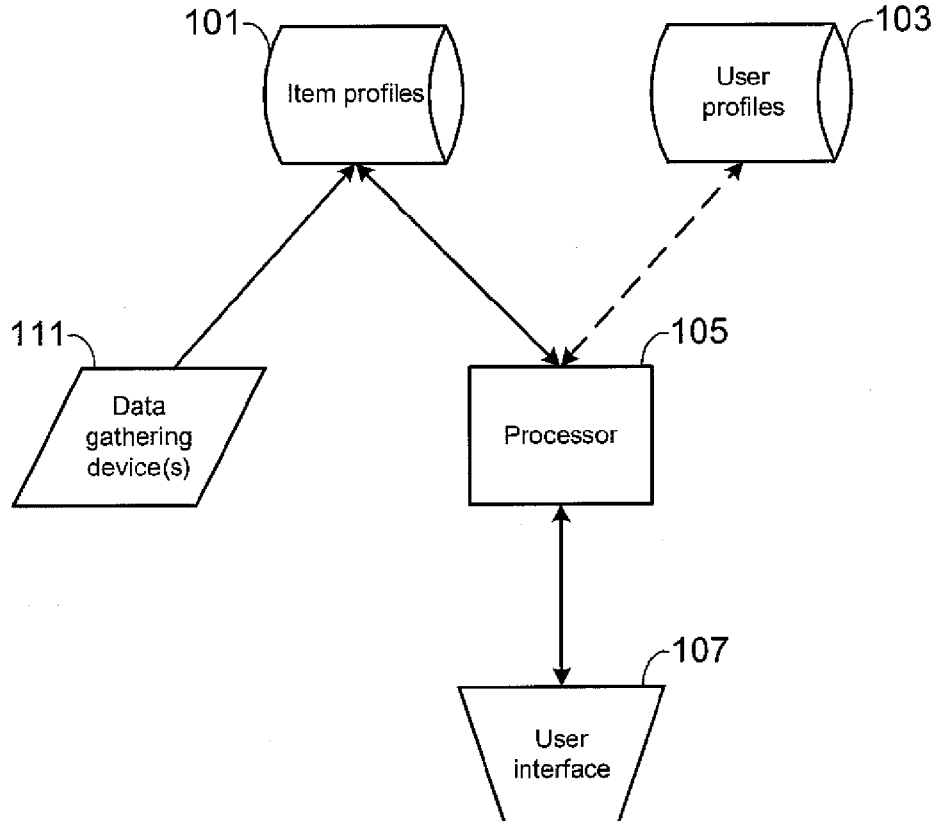 101
Item profiles
103
User
profiles
111
Data
gathering
device(s)
105
Processor
107
User
interface